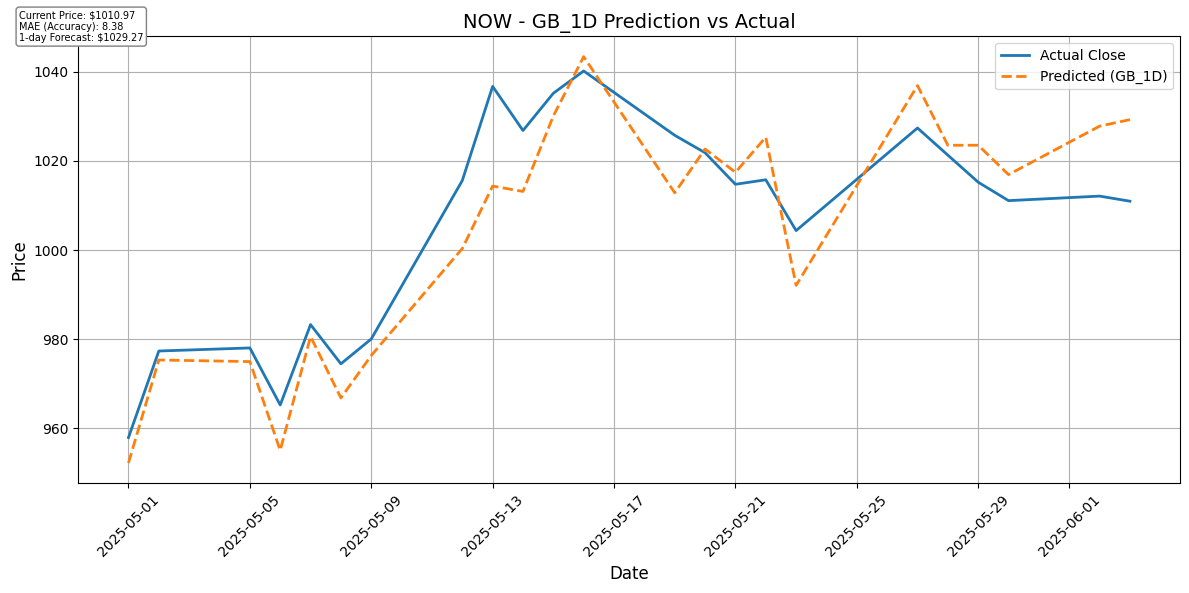 NOW - GB_1D Prediction vs Actual
Current Price: $1010.97
MAE (Accuracy): 8.38
1-day Forecast: $1029.27
Actual Close
Predicted (GB_1D)
Price
1040
1020
1000
980
960
2025-05-01
2025-05-05
2025-05-09
2025-05-13
2025-05-17
2025-05-21
2025-05-25
2025-05-29
2025-06-01
Date